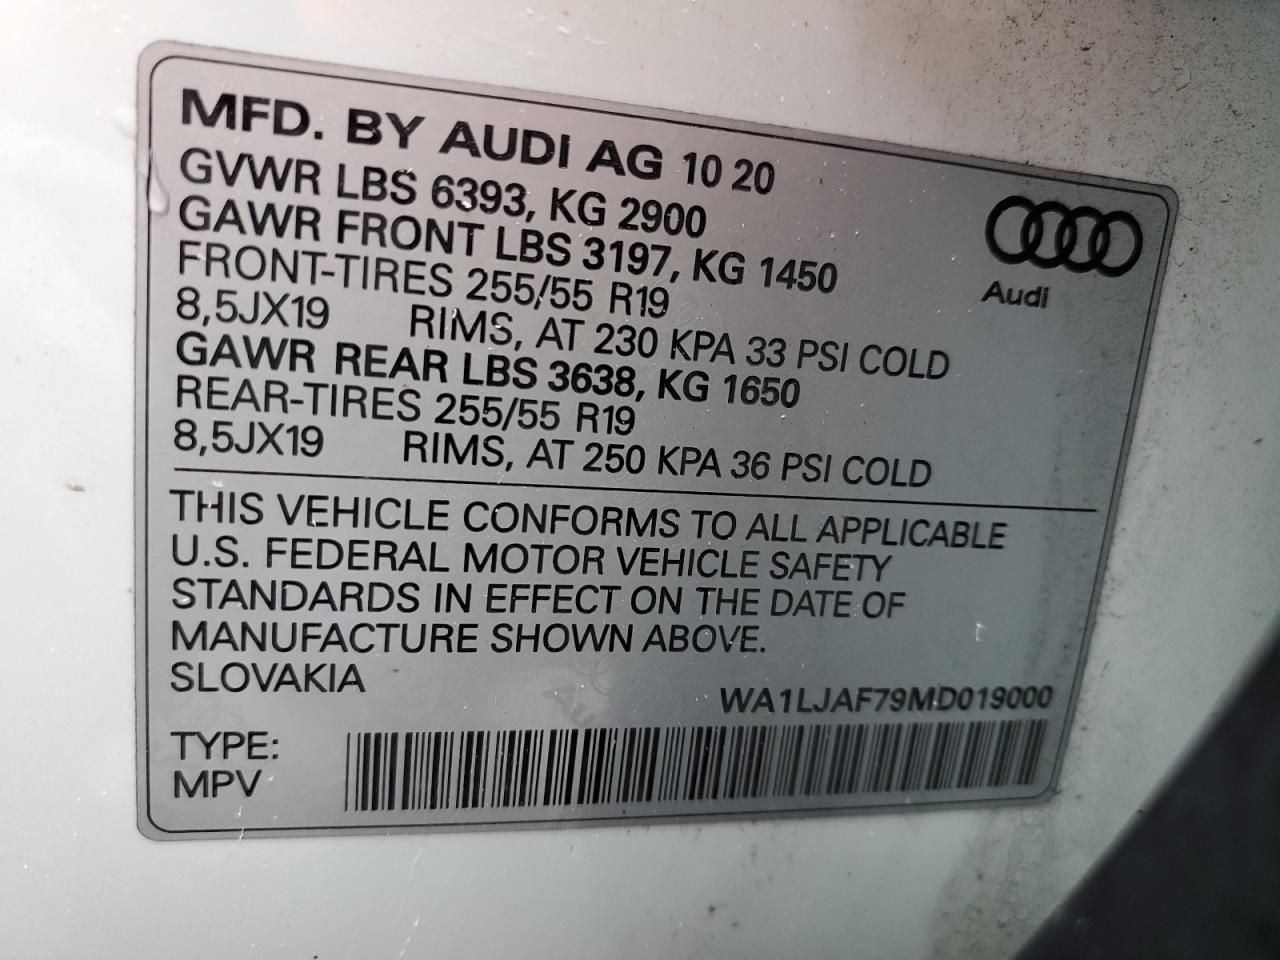 MFD. BY AUDI AG 10 20
GVWR LBS 6393, KG 2900
GAWR FRONT LBS 3197, KG 1450
FRONT-TIRES 255/55 R19
8,5JX19 RIMS, AT 230 KPA 33 PSI COLD
GAWR REAR LBS 3638, KG 1650
REAR-TIRES 255/55 R19
8,5JX19 RIMS, AT 250 KPA 36 PSI COLD
Audi
THIS VEHICLE CONFORMS TO ALL APPLICABLE
U.S. FEDERAL MOTOR VEHICLE SAFETY
STANDARDS IN EFFECT ON THE DATE OF
MANUFACTURE SHOWN ABOVE.
SLOVAKIA
WA1LJAF79MD019000
TYPE:
MPV